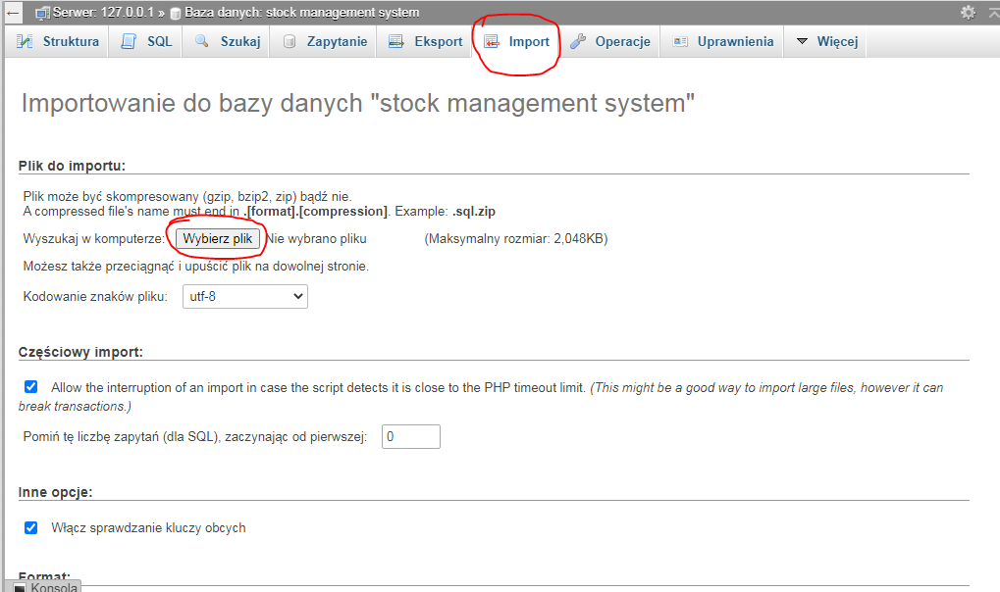 Serwer: 127.0.0.1 » Baza danych: stock management system
Struktura SQL Szukaj Zapytanie Eksport Import Operacje Uprawnienia Więcej
Importowanie do bazy danych "stock management system"
Plik do importu:
Plik może być skompresowany (gzip, bzip2, zip) bądź nie.
A compressed file's name must end in .[format].[compression]. Example: .sql.zip
Wyszukaj w komputerze: Wybierz plik Nie wybrano pliku (Maksymalny rozmiar: 2,048KB)
Możesz także przeciągnąć i upuścić plik na dowolnej stronie.
Kodowanie znaków pliku: utf-8
Częściowy import:
Allow the interruption of an import in case the script detects it is close to the PHP timeout limit. (This might be a good way to import large files, however it can
break transactions.)
Pomiń tę liczbę zapytań (dla SQL), zaczynając od pierwszej: 0
Inne opcje:
Włącz sprawdzanie kluczy obcych
Format:
Konsola